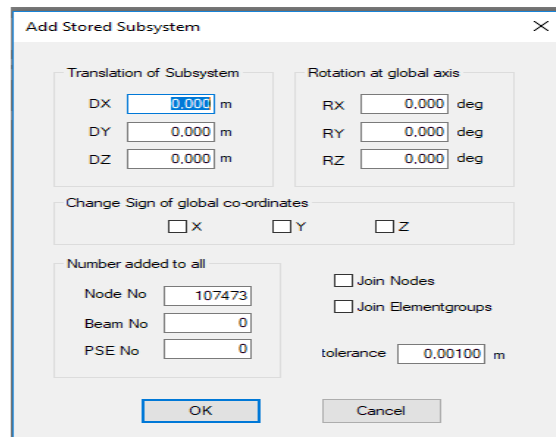 Add Stored Subsystem
Translation of Subsystem
DX 0.000 m
DY 0.000 m
DZ 0.000 m
Rotation at global axis
RX 0.000 deg
RY 0.000 deg
RZ 0.000 deg
Change Sign of global co-ordinates
X Y Z
Number added to all
Node No 107473
Beam No 0
PSE No 0
Join Nodes
Join Elementgroups
tolerance 0.00100 m
OK Cancel